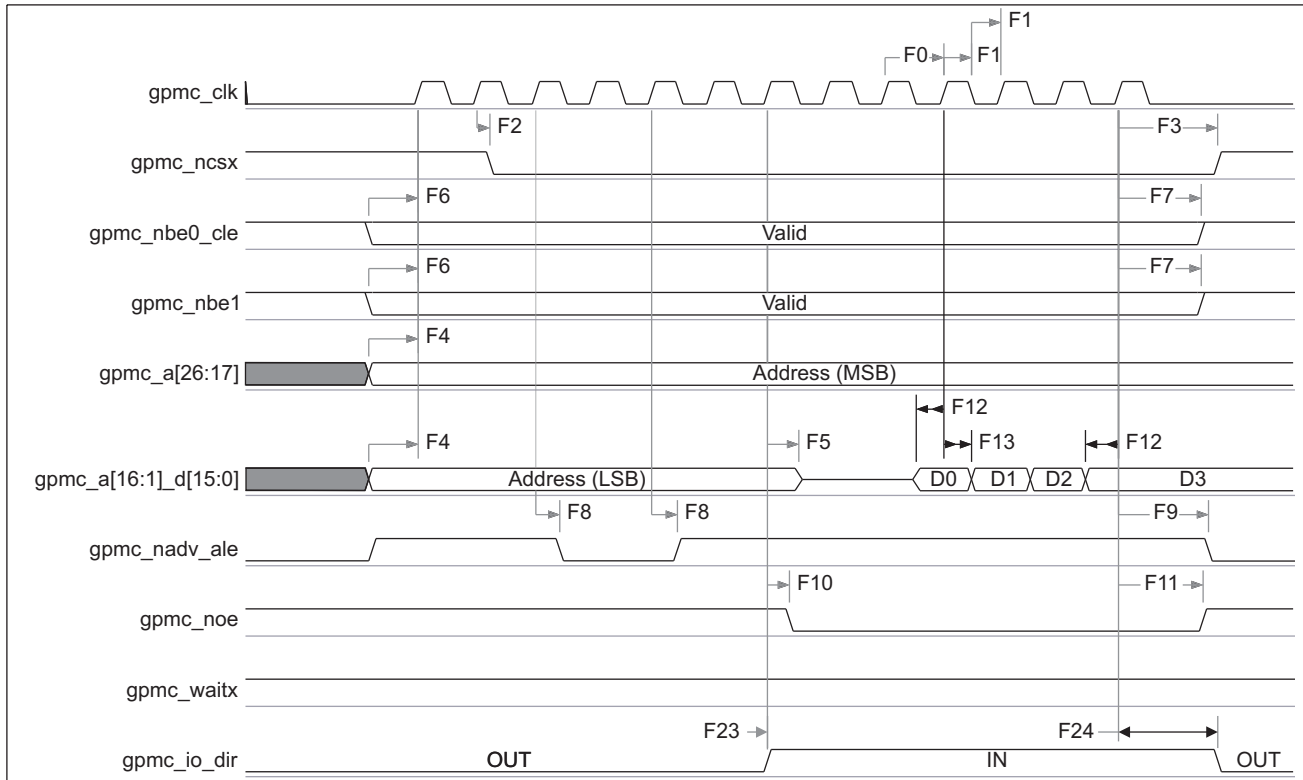 F1
F0
F1
gpmc_clk
F2
F3
gpmc_ncsx
F6
F7
gpmc_nbe0_cle
Valid
F6
F7
gpmc_nbe1
Valid
F4
gpmc_a[26:17]
Address (MSB)
F12
F4
F5
F13
F12
gpmc_a[16:1]_d[15:0]
Address (LSB)
D0
D1
D2
D3
F8
F8
F9
gpmc_nadv_ale
F10
F11
gpmc_noe
gpmc_waitx
F23
F24
gpmc_io_dir
OUT
IN
OUT